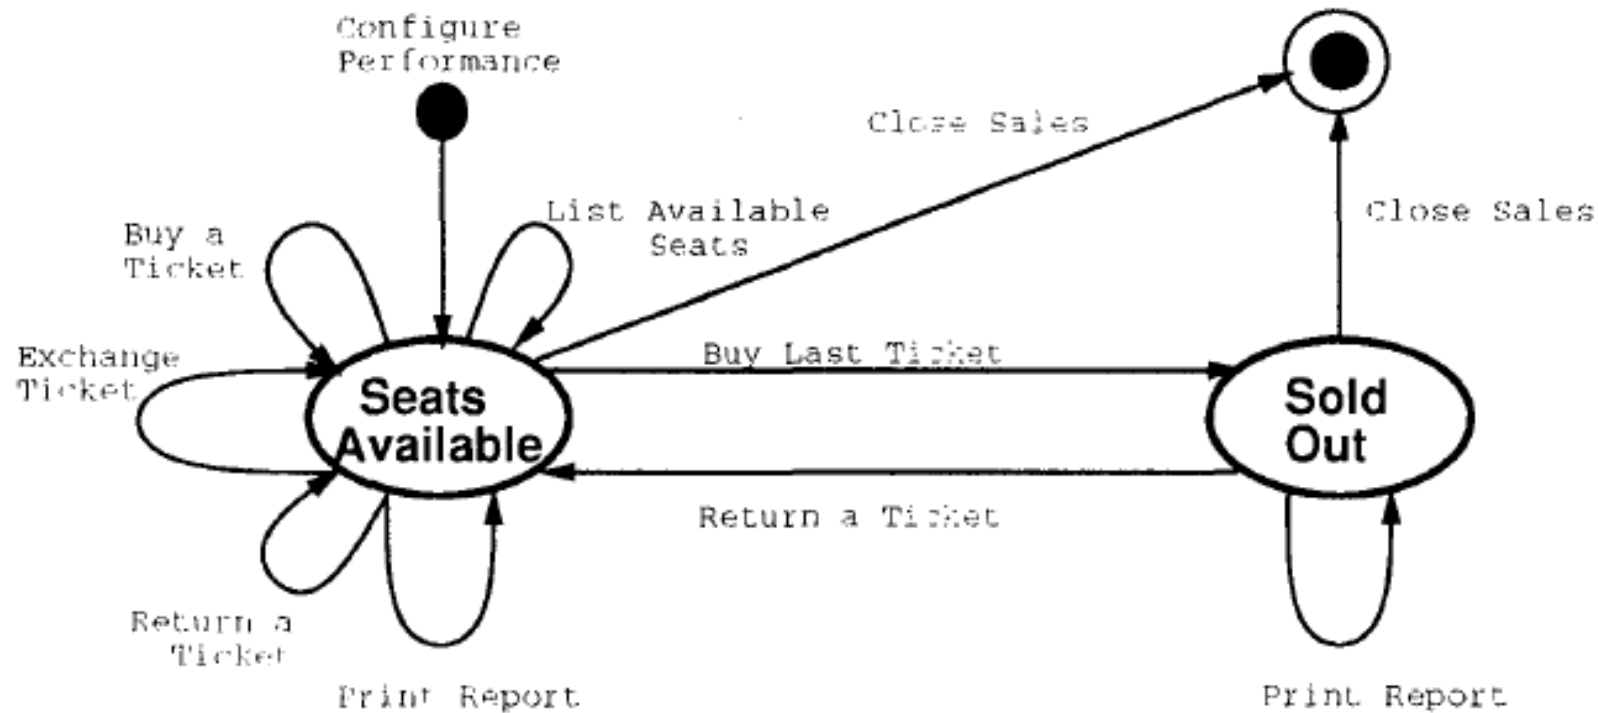 Configure
Performance
Close Sales
List Available
Seats
Close Sales
Buy a
Ticket
Exchange
Ticket
Buy Last Ticket
Seats
Available
Sold
Out
Return a Ticket
Return a
Ticket
Print Report
Print Report